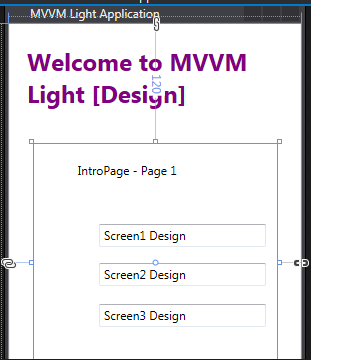 MVVM Light Application
Welcome to MVVM
Light [Design]
120
IntroPage - Page 1
Screen1 Design
Screen2 Design
Screen3 Design